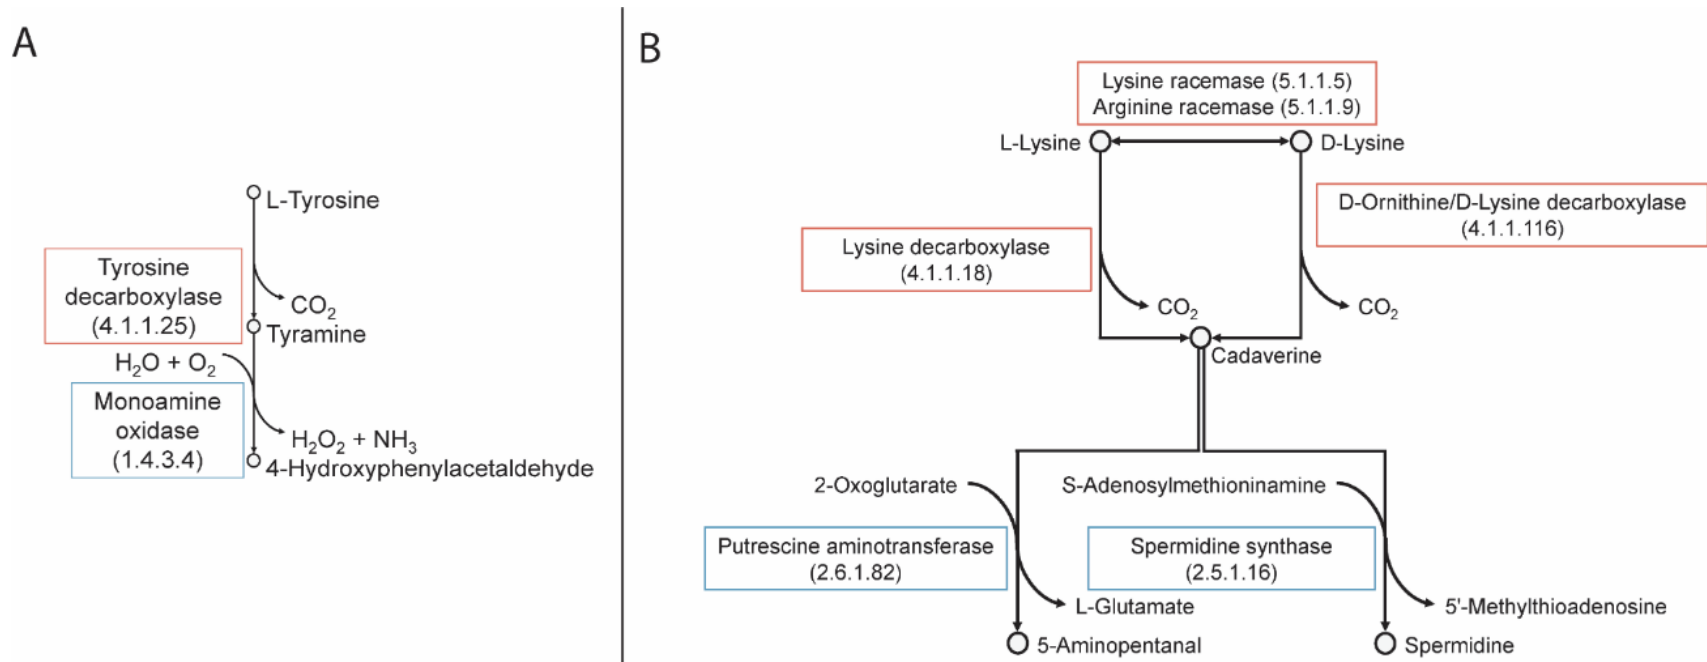 A
L-Tyrosine
Tyrosine
decarboxylase
(4.1.1.25)
CO2
Tyramine
H2O + O2
Monoamine
oxidase
(1.4.3.4)
H2O2 + NH3
4-Hydroxyphenylacetaldehyde
B
Lysine racemase (5.1.1.5)
Arginine racemase (5.1.1.9)
L-Lysine
D-Lysine
D-Ornithine/D-Lysine decarboxylase
(4.1.1.116)
Lysine decarboxylase
(4.1.1.18)
CO2
CO2
Cadaverine
2-Oxoglutarate
S-Adenosylmethioninamine
Putrescine aminotransferase
(2.6.1.82)
Spermidine synthase
(2.5.1.16)
L-Glutamate
5'-Methylthioadenosine
5-Aminopentanal
Spermidine